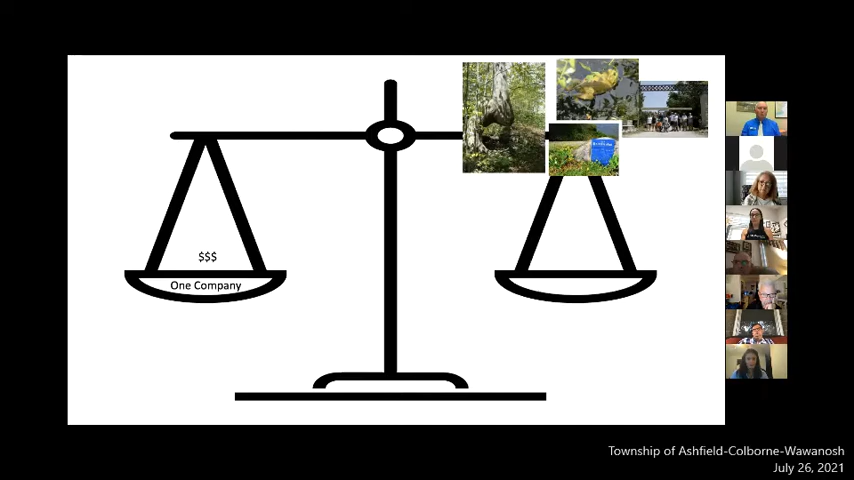 $$$
One Company
Township of Ashfield-Colborne-Wawanosh
July 26, 2021